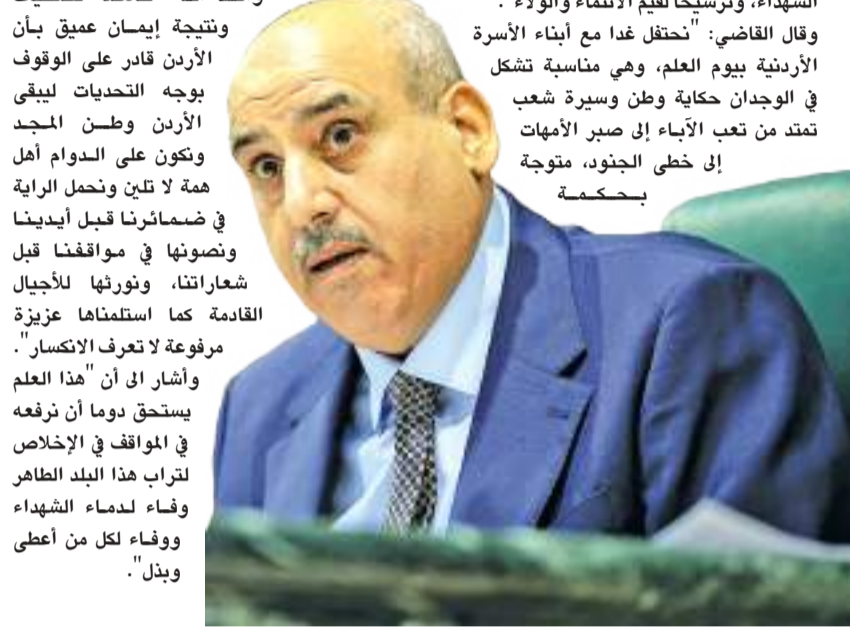 الشهداء، وترسيخا لقيم الانتماء والولاء".
وقال القاضي: "نحتفل غدا مع أبناء الأسرة
الأردنية بيوم العلم، وهي مناسبة تشكل
في الوجدان حكاية وطن وسيرة شعب
تمتد من تعب الآباء إلى صبر الأمهات
إلى خطى الجنود، متوجة
بحكمة
ونتيجة إيمان عميق بأن
الأردن قادر على الوقوف
بوجه التحديات ليبقى
الأردن وطن المجد
ونكون على الدوام أهل
همة لا تلين ونحمل الراية
في ضمائرنا قبل أيدينا
ونصونها في مواقفنا قبل
شعاراتنا، ونورثها للأجيال
القادمة كما استلمناها عزيزة
مرفوعة لا تعرف الانكسار".
وأشار الى أن "هذا العلم
يستحق دوما أن نرفعه
في المواقف في الإخلاص
لتراب هذا البلد الطاهر
وفاء لدماء الشهداء
ووفاء لكل من أعطى
وبذل".